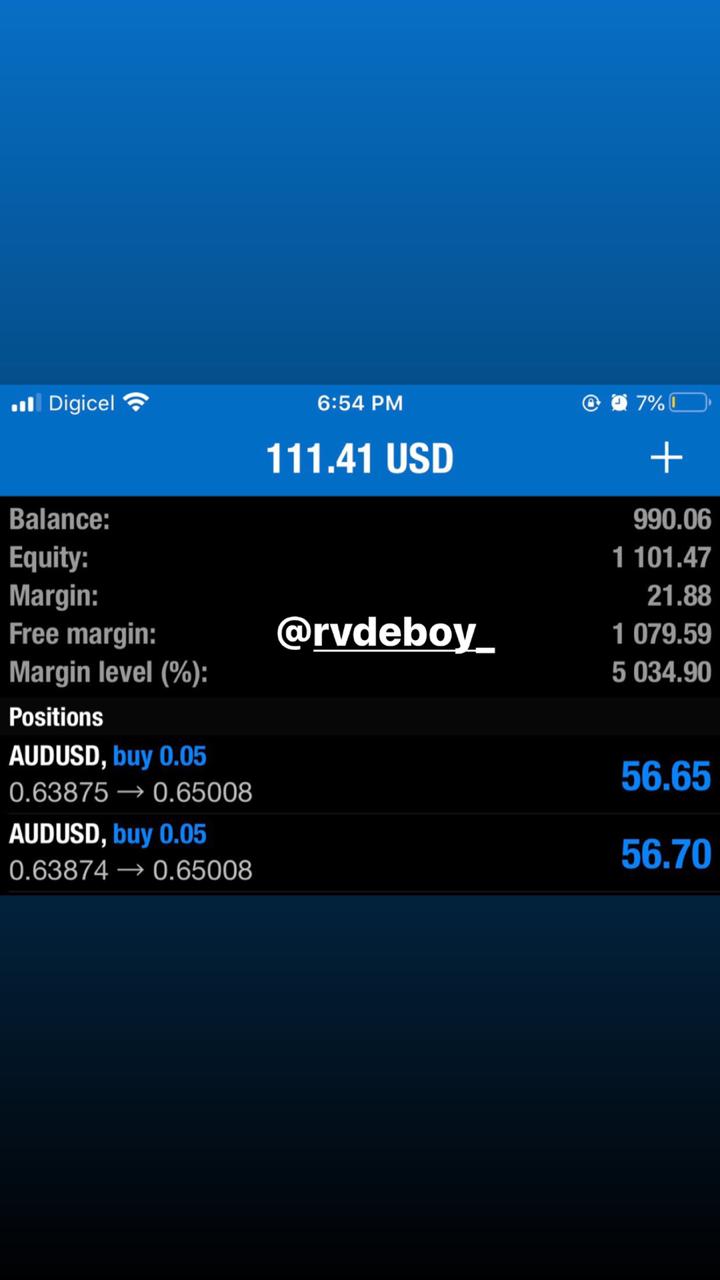 Digicel 6:54 PM 7%
111.41 USD +
Balance: 990.06
Equity: 1 101.47
Margin: 21.88
Free margin: 1 079.59
@rvdeboy_
Margin level (%): 5 034.90
Positions
AUDUSD, buy 0.05 56.65
0.63875 → 0.65008
AUDUSD, buy 0.05 56.70
0.63874 → 0.65008